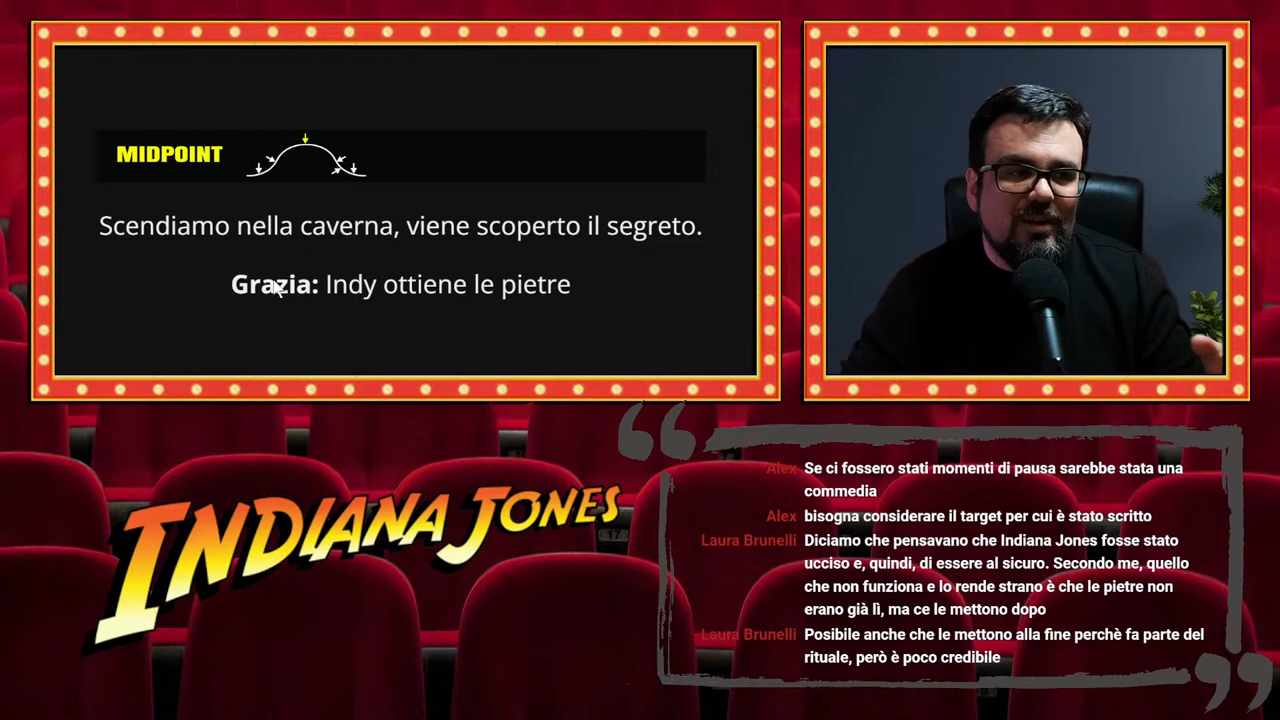 MIDPOINT
Scendiamo nella caverna, viene scoperto il segreto.
Grazia: Indy ottiene le pietre
INDIANA JONES
17
Alex Se ci fossero stati momenti di pausa sarebbe stata una
commedia
Alex bisogna considerare il target per cui è stato scritto
Laura Brunelli Diciamo che pensavano che Indiana Jones fosse stato
ucciso e, quindi, di essere al sicuro. Secondo me, quello
che non funziona e lo rende strano è che le pietre non
erano già lì, ma ce le mettono dopo
Laura Brunelli Posibile anche che le mettono alla fine perchè fa parte del
rituale, però è poco credibile